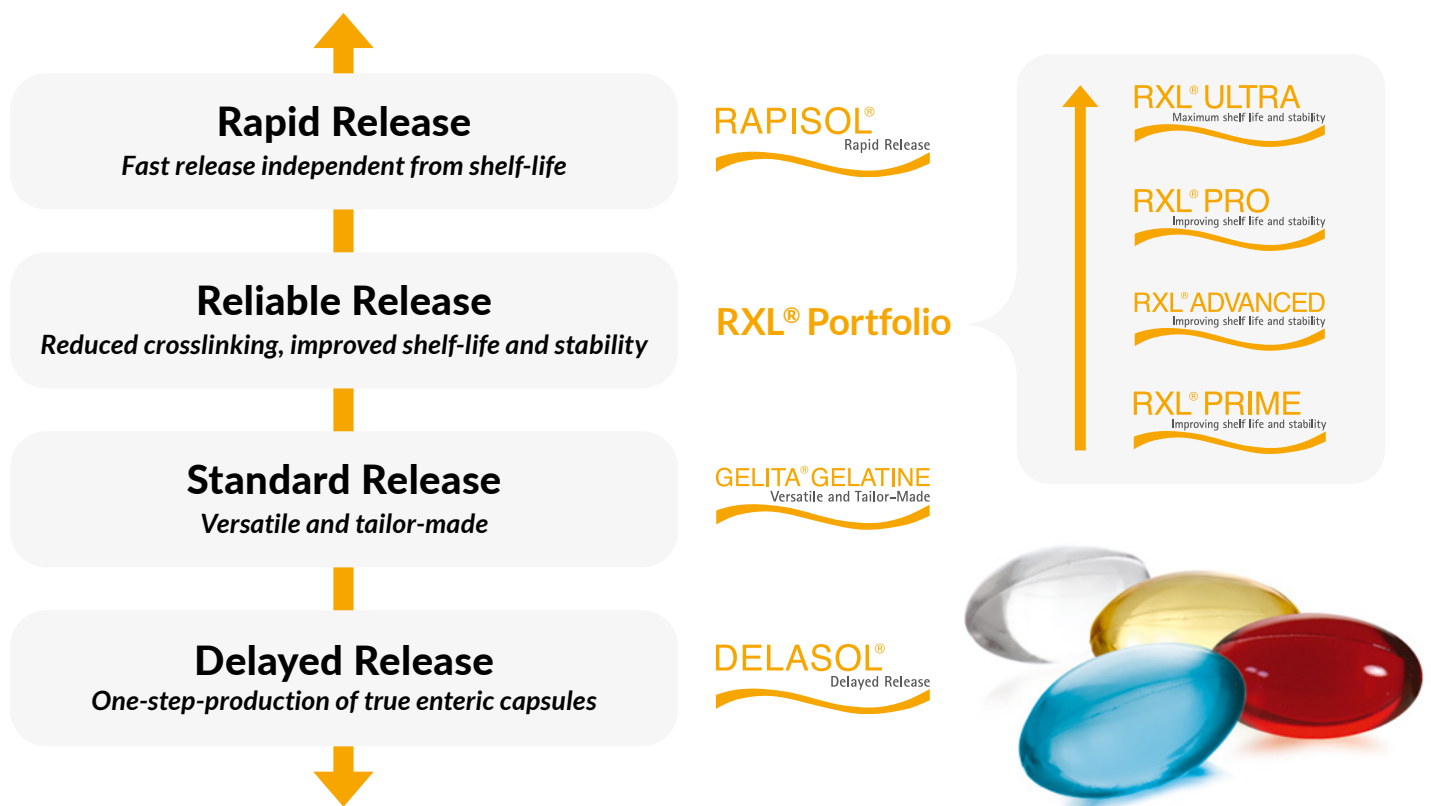 Rapid Release
Fast release independent from shelf-life
RAPISOL®
Rapid Release
Reliable Release
Reduced crosslinking, improved shelf-life and stability
RXL® Portfolio
RXL® ULTRA
Maximum shelf life and stability
RXL® PRO
Improving shelf life and stability
RXL® ADVANCED
Improving shelf life and stability
RXL® PRIME
Improving shelf life and stability
Standard Release
Versatile and tailor-made
GELITA® GELATINE
Versatile and Tailor-Made
Delayed Release
One-step-production of true enteric capsules
DELASOL®
Delayed Release